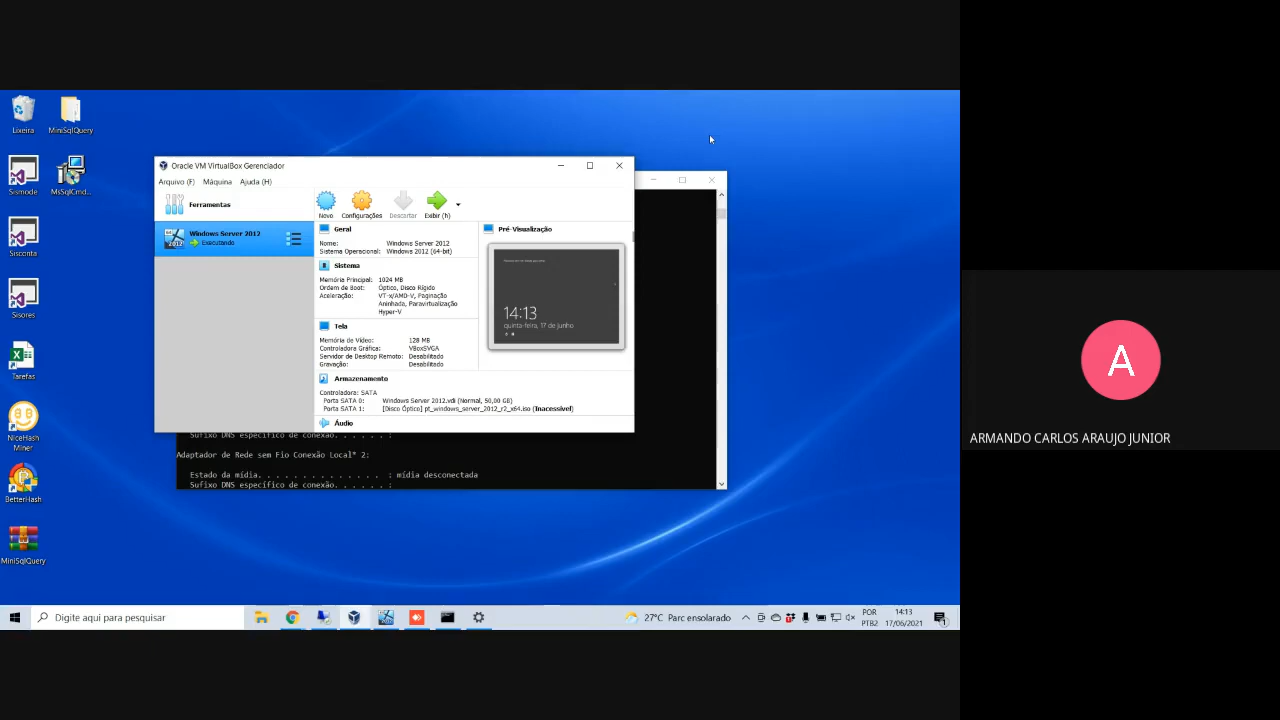 Lixeira
MiniSqlQuery
Sismode
MsSqlCmd...
Sisconta
Sisores
Tarefas
NiceHash
Miner
BetterHash
MiniSqlQuery
Oracle VM VirtualBox Gerenciador
Arquivo (F) Máquina Ajuda (H)
Ferramentas
Novo Configurações Descartar Exibir (h)
Windows Server 2012
Executando
2012
Geral
Nome: Windows Server 2012
Sistema Operacional: Windows 2012 (64-bit)
Sistema
Memória Principal: 1024 MB
Ordem de Boot: Óptico, Disco Rígido
Aceleração: VT-x/AMD-V, Paginação
Aninhada, Paravirtualização
Hyper-V
Tela
Memória de Vídeo: 128 MB
Controladora Gráfica: VBoxSVGA
Servidor de Desktop Remoto: Desabilitado
Gravação: Desabilitado
Armazenamento
Controladora: SATA
Porta SATA 0: Windows Server 2012.vdi (Normal, 50,00 GB)
Porta SATA 1: [Disco Óptico] pt_windows_server_2012_r2_x64.iso (Inacessível)
Áudio
Pré-Visualização
14:13
quinta-feira, 17 de junho
Sufixo DNS específico de conexão. . . . . . :
Adaptador de Rede sem Fio Conexão Local* 2:
Estado da mídia. . . . . . . . . . . . . . : mídia desconectada
Sufixo DNS específico de conexão. . . . . . :
Digite aqui para pesquisar
27°C Parc ensolarado
POR
PTB2
14:13
17/06/2021
1
A
ARMANDO CARLOS ARAUJO JUNIOR